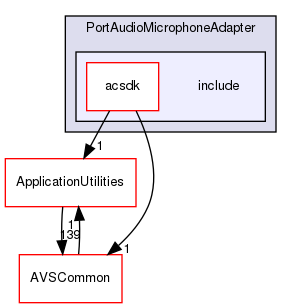 PortAudioMicrophoneAdapter
acsdk
include
1
ApplicationUtilities
1
139
AVSCommon
1